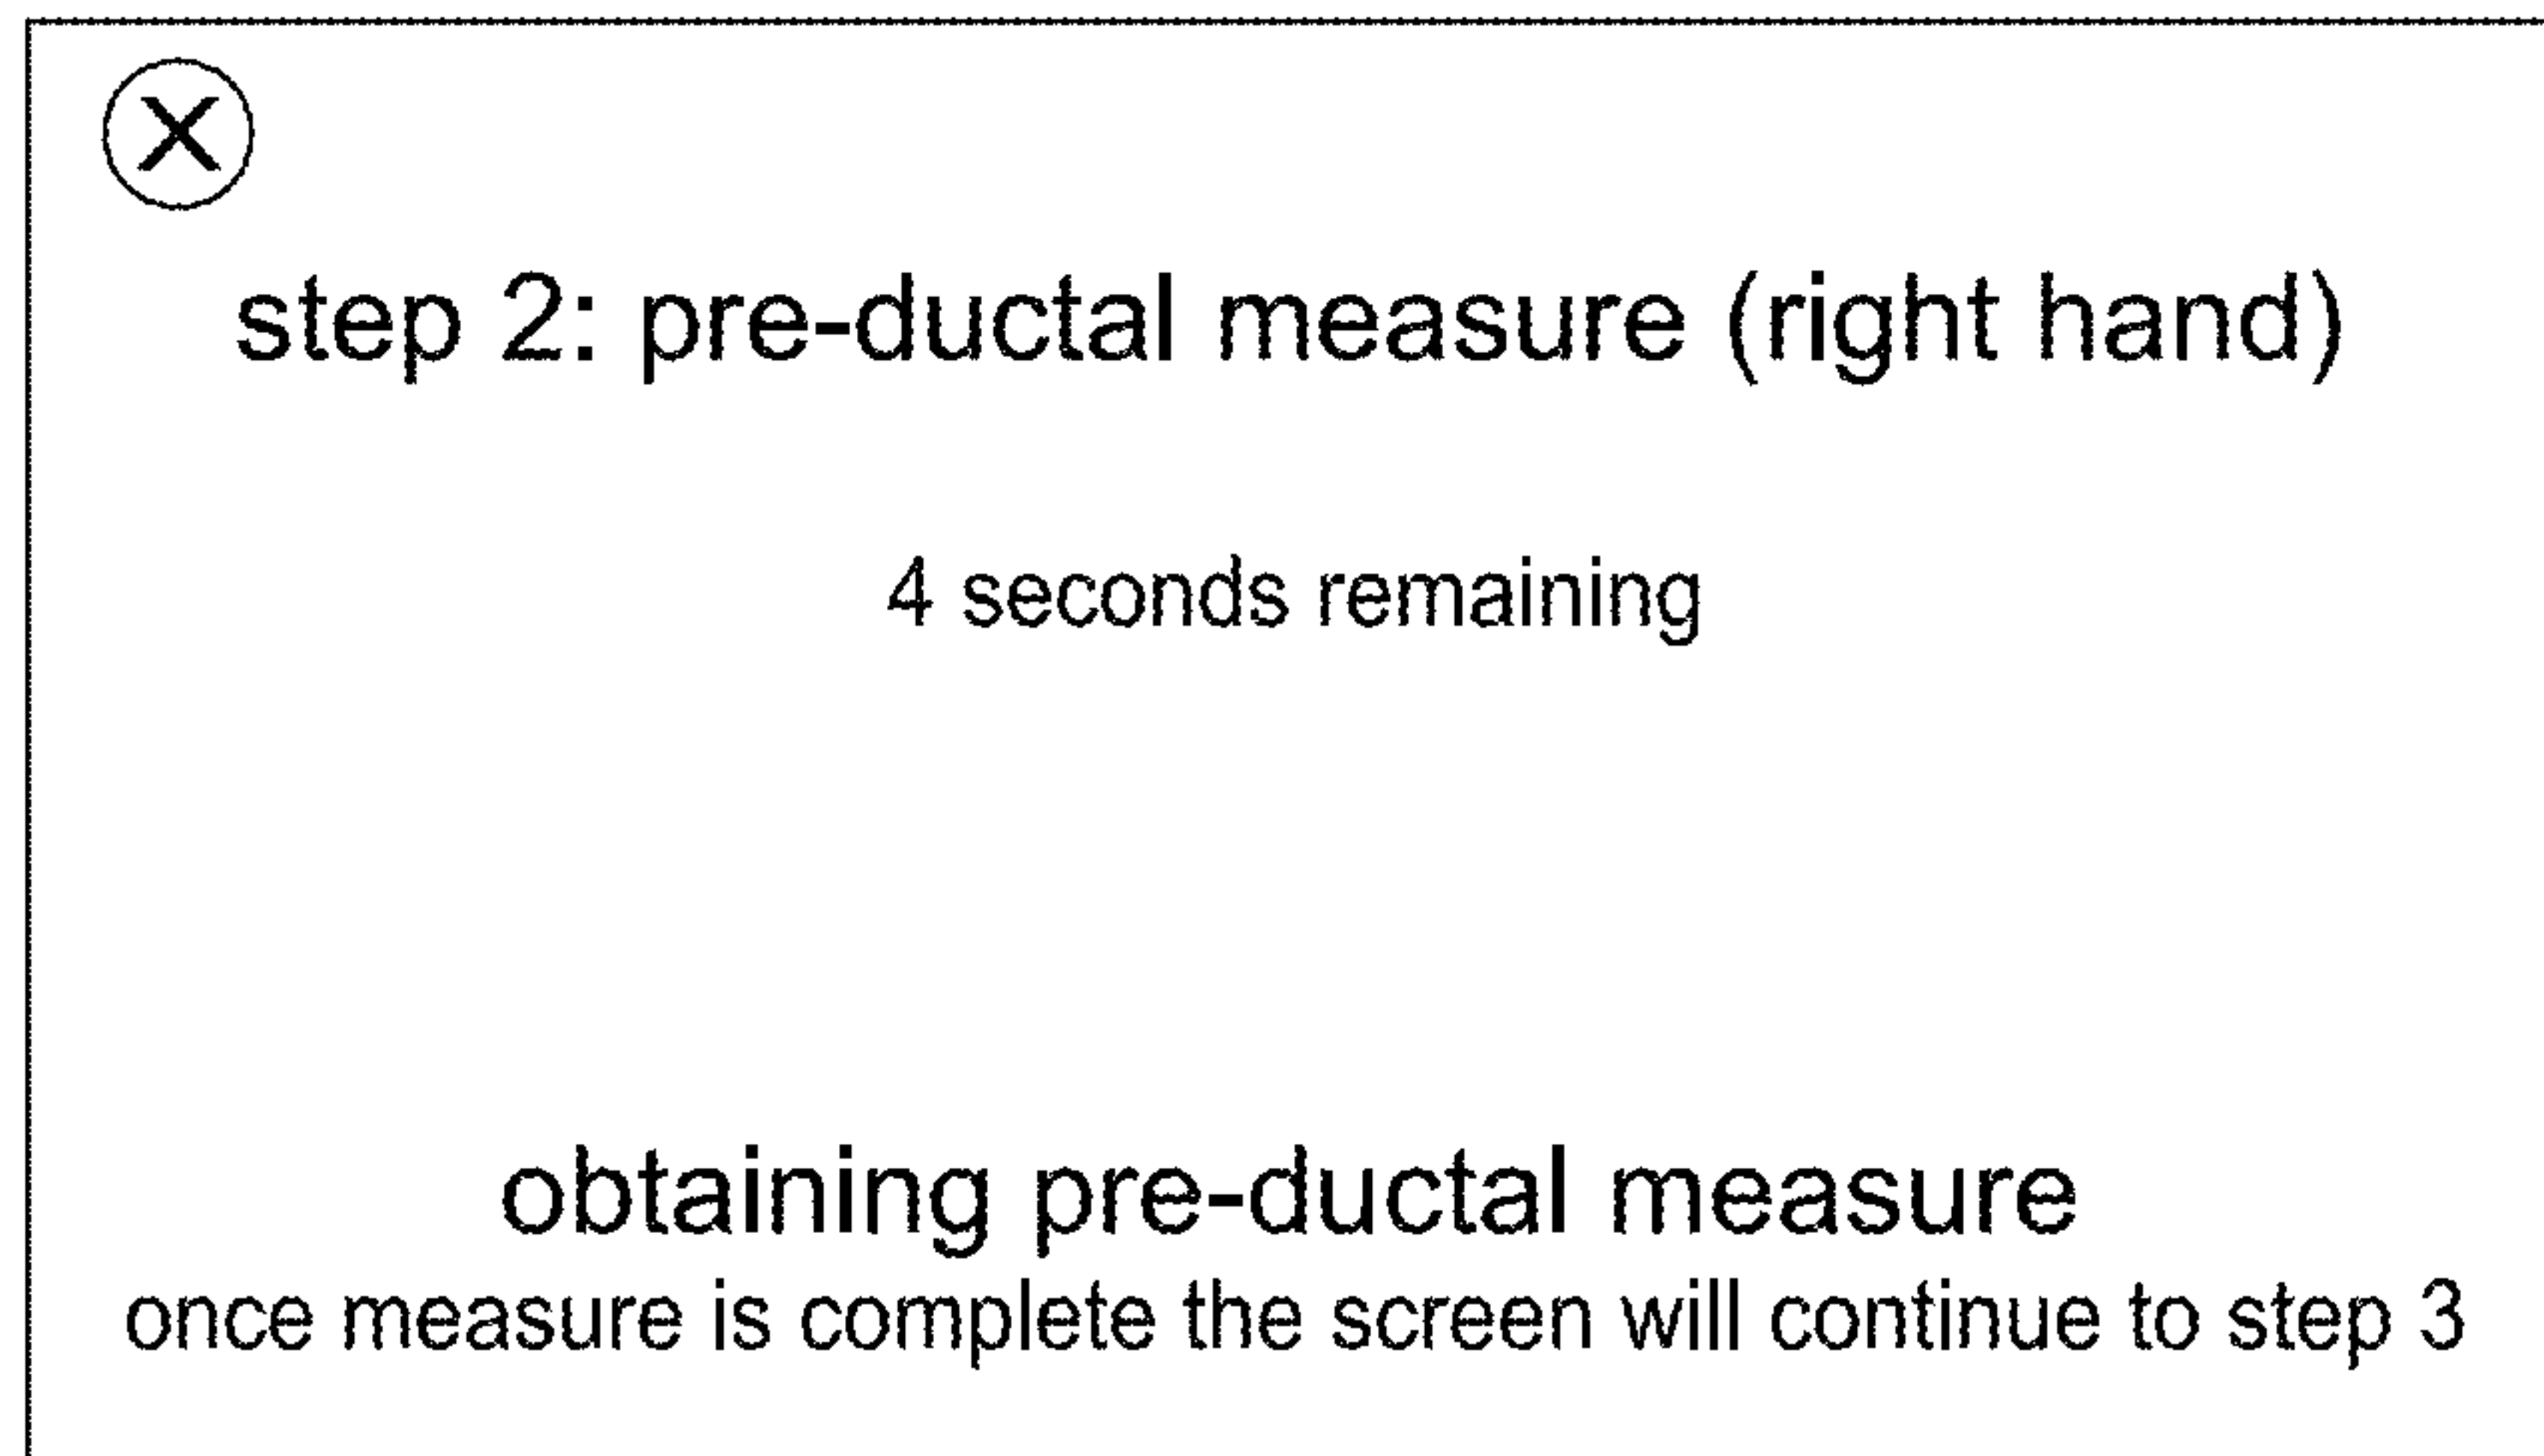 step 2: pre-ductal measure (right hand)
4 seconds remaining
obtaining pre-ductal measure
once measure is complete the screen will continue to step 3